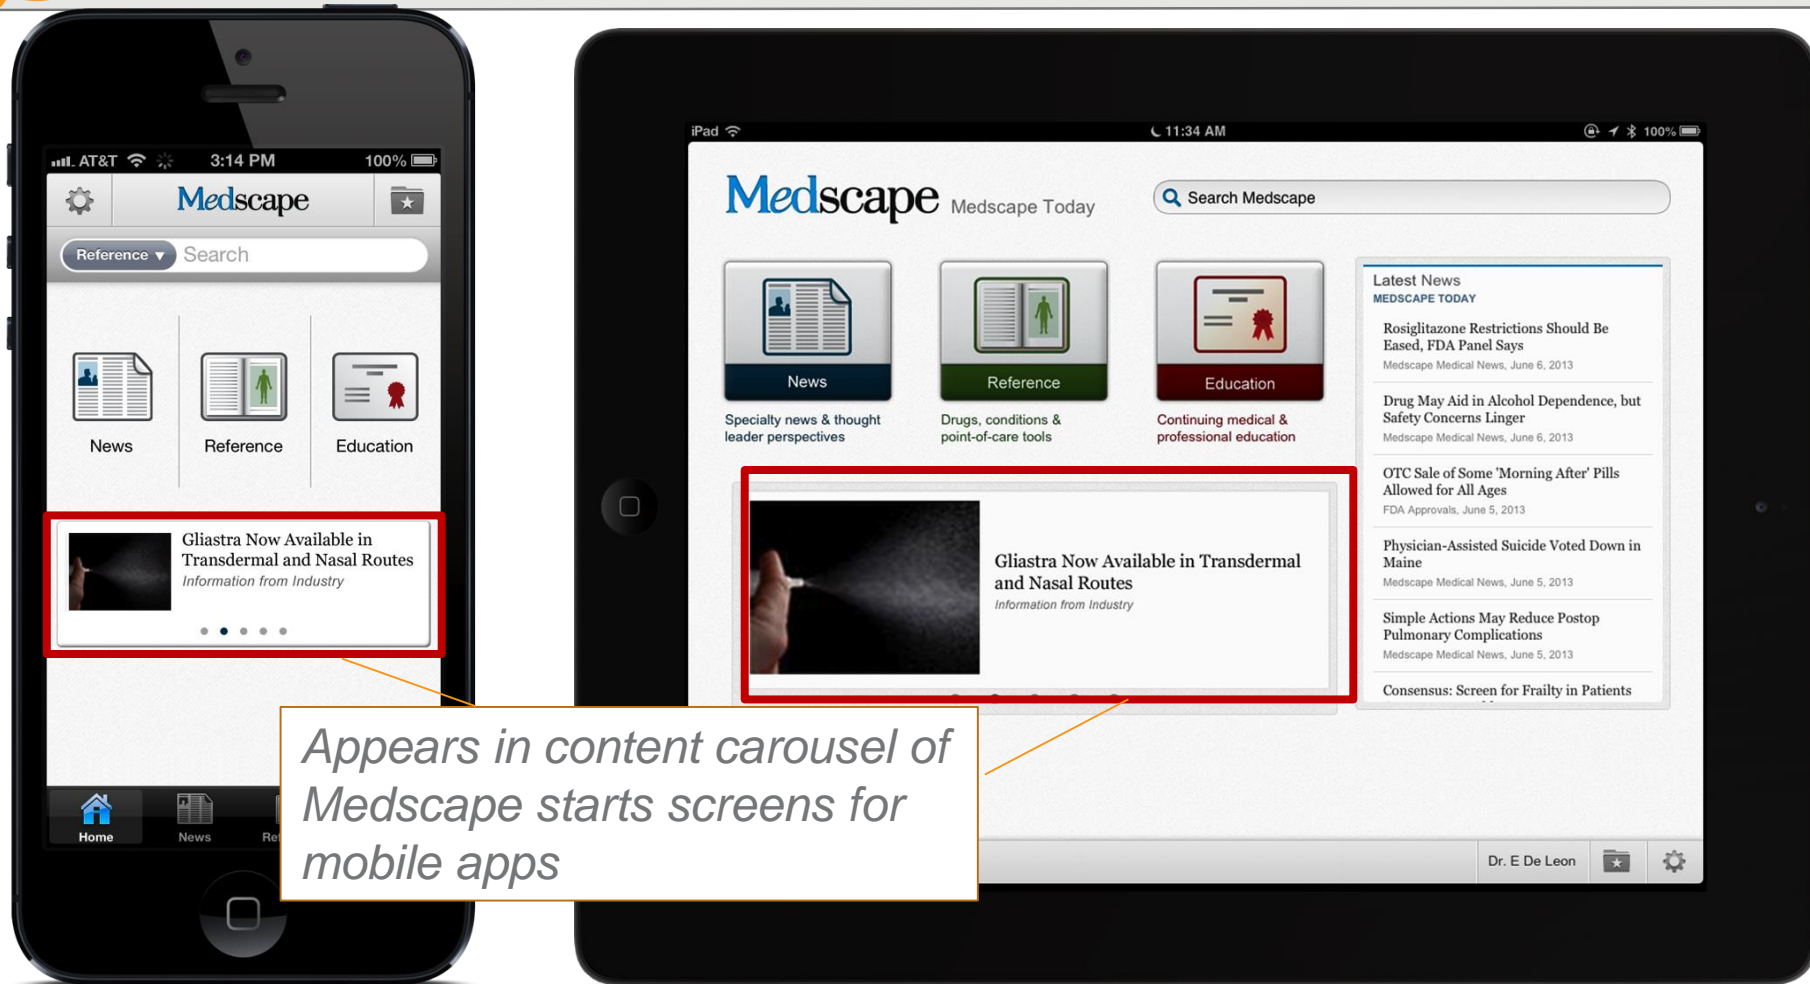 AT&T 3:14 PM 100%
Medscape
Reference ▼ Search
News Reference Education
Gliastra Now Available in
Transdermal and Nasal Routes
Information from Industry
Home News
iPad 11:34 AM 100%
Medscape Medscape Today
Search Medscape
News
Specialty news & thought
leader perspectives
Reference
Drugs, conditions &
point-of-care tools
Education
Continuing medical &
professional education
Latest News
MEDSCAPE TODAY
Rosiglitazone Restrictions Should Be
Eased, FDA Panel Says
Medscape Medical News, June 6, 2013
Drug May Aid in Alcohol Dependence, but
Safety Concerns Linger
Medscape Medical News, June 6, 2013
OTC Sale of Some 'Morning After' Pills
Allowed for All Ages
FDA Approvals, June 5, 2013
Physician-Assisted Suicide Voted Down in
Maine
Medscape Medical News, June 5, 2013
Simple Actions May Reduce Postop
Pulmonary Complications
Medscape Medical News, June 5, 2013
Consensus: Screen for Frailty in Patients
Gliastra Now Available in Transdermal
and Nasal Routes
Information from Industry
Dr. E De Leon
Appears in content carousel of
Medscape starts screens for
mobile apps